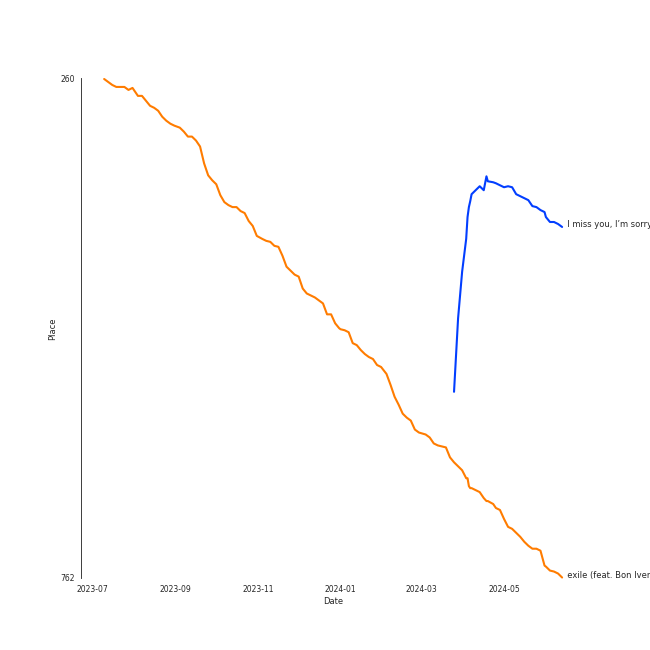 260
I miss you, I'm sorry
Place
762
exile (feat. Bon Iver
2023-07
2023-09
2023-11
2024-01
2024-03
2024-05
Date